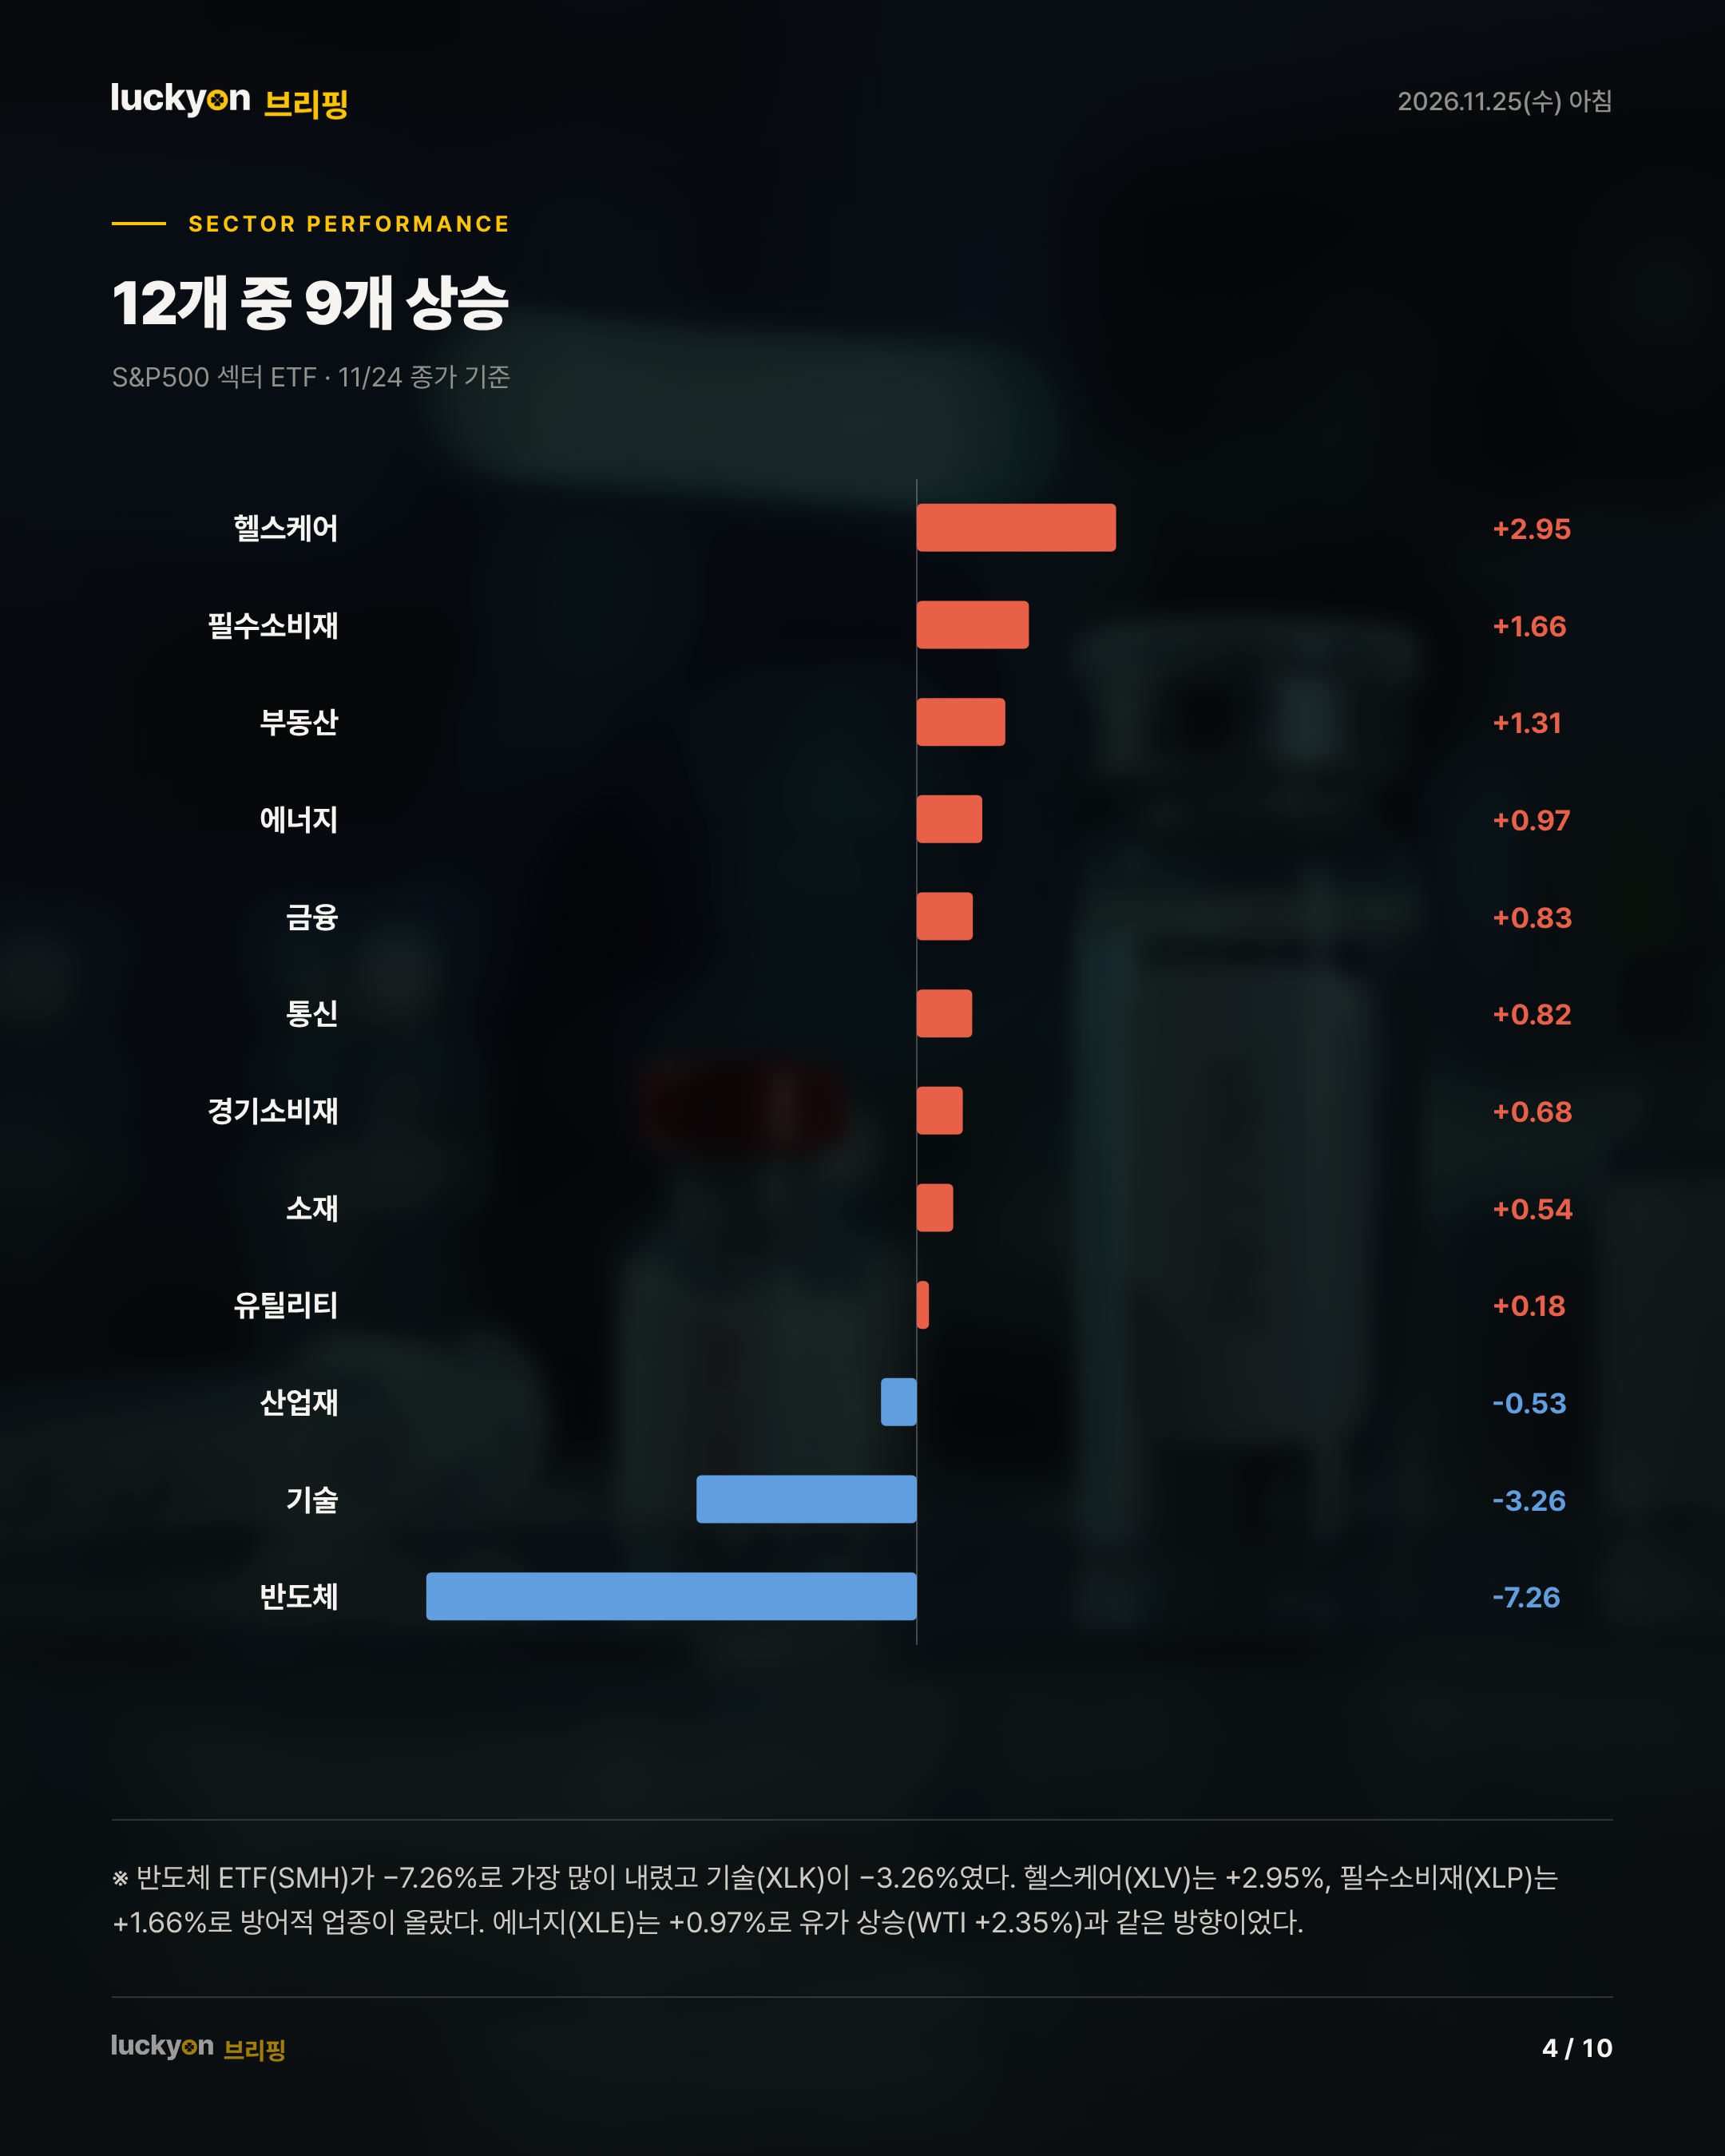 luckyon 브리핑
2026.11.25(수) 아침
SECTOR PERFORMANCE
12개 중 9개 상승
S&P500 섹터 ETF · 11/24 종가 기준
헬스케어 +2.95
필수소비재 +1.66
부동산 +1.31
에너지 +0.97
금융 +0.83
통신 +0.82
경기소비재 +0.68
소재 +0.54
유틸리티 +0.18
산업재 -0.53
기술 -3.26
반도체 -7.26
※ 반도체 ETF(SMH)가 −7.26%로 가장 많이 내렸고 기술(XLK)이 −3.26%였다. 헬스케어(XLV)는 +2.95%, 필수소비재(XLP)는
+1.66%로 방어적 업종이 올랐다. 에너지(XLE)는 +0.97%로 유가 상승(WTI +2.35%)과 같은 방향이었다.
luckyon 브리핑
4 / 10